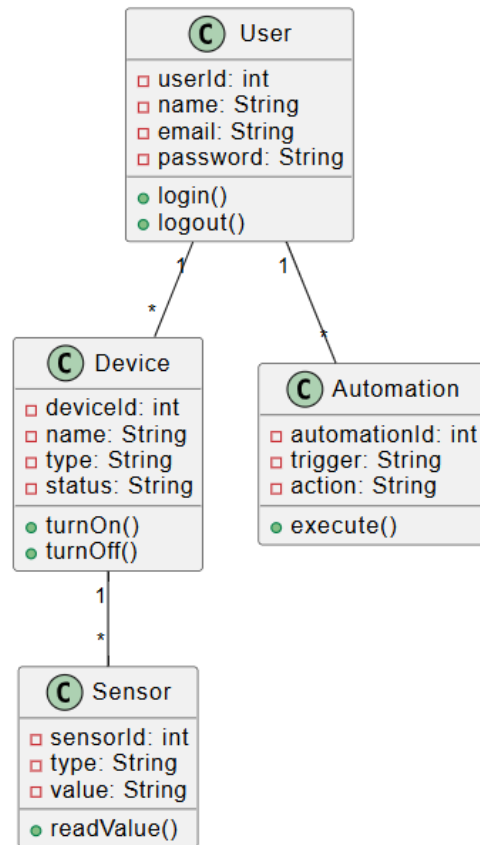 C User
userId: int
name: String
email: String
password: String
login()
logout()
1
1
*
*
C Device
deviceId: int
name: String
type: String
status: String
turnOn()
turnOff()
C Automation
automationId: int
trigger: String
action: String
execute()
1
*
C Sensor
sensorId: int
type: String
value: String
readValue()